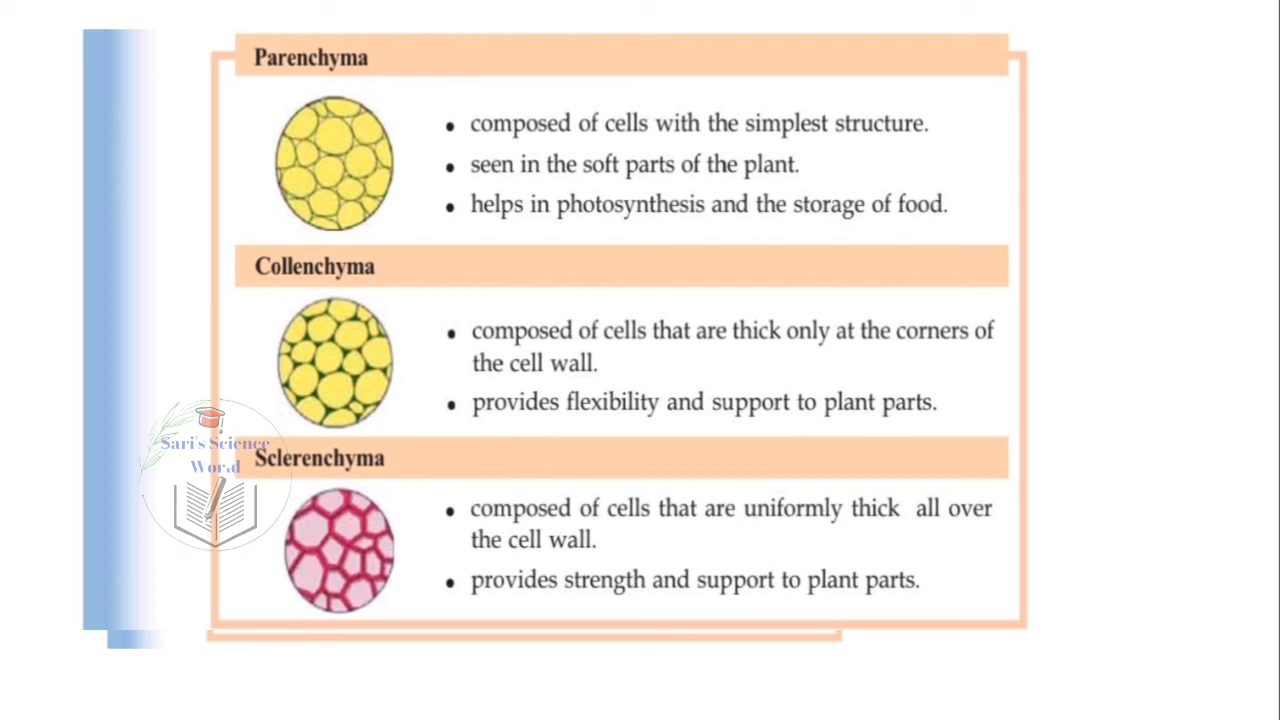 Parenchyma
• composed of cells with the simplest structure.
• seen in the soft parts of the plant.
• helps in photosynthesis and the storage of food.
Collenchyma
• composed of cells that are thick only at the corners of
the cell wall.
• provides flexibility and support to plant parts.
Sari's Science
World
Sclerenchyma
• composed of cells that are uniformly thick all over
the cell wall.
• provides strength and support to plant parts.